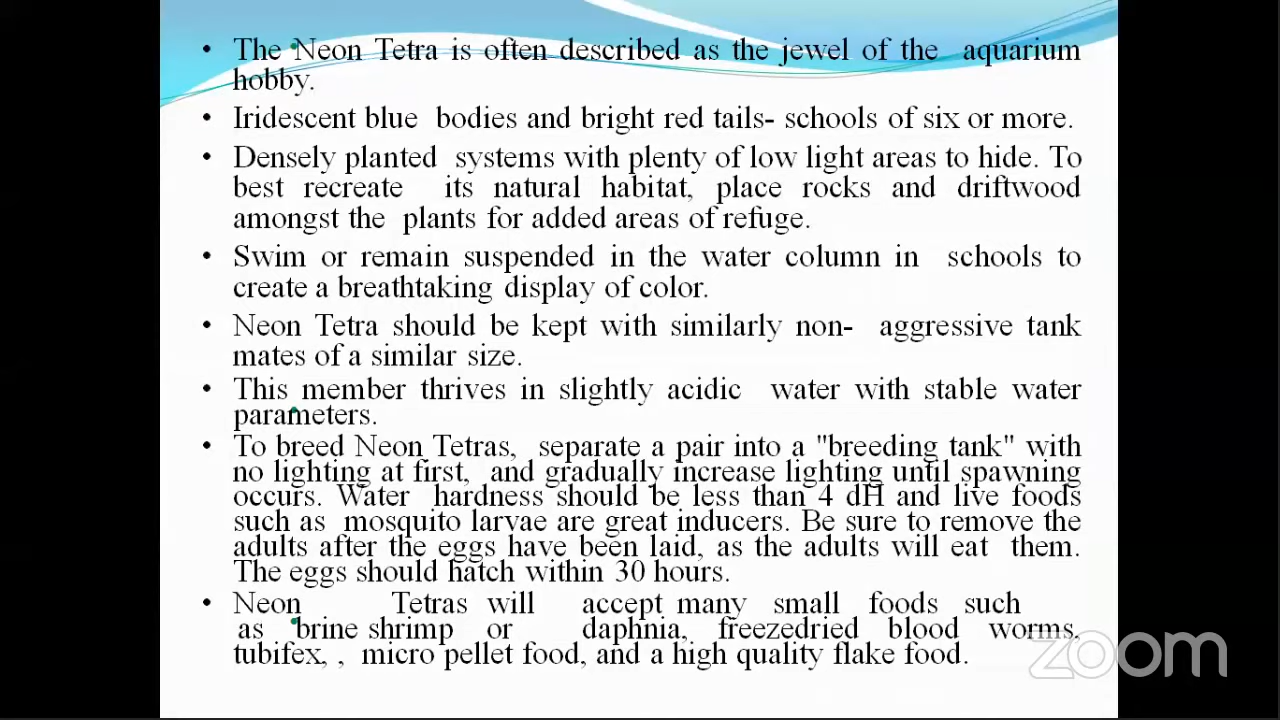 • The Neon Tetra is often described as the jewel of the aquarium
hobby.
• Iridescent blue bodies and bright red tails- schools of six or more.
• Densely planted systems with plenty of low light areas to hide. To
best recreate its natural habitat, place rocks and driftwood
amongst the plants for added areas of refuge.
• Swim or remain suspended in the water column in schools to
create a breathtaking display of color.
• Neon Tetra should be kept with similarly non- aggressive tank
mates of a similar size.
• This member thrives in slightly acidic water with stable water
parameters.
• To breed Neon Tetras, separate a pair into a "breeding tank" with
no lighting at first, and gradually increase lighting until spawning
occurs. Water hardness should be less than 4 dH and live foods
such as mosquito larvae are great inducers. Be sure to remove the
adults after the eggs have been laid, as the adults will eat them.
The eggs should hatch within 30 hours.
• Neon Tetras will accept many small foods such
as brine shrimp or daphnia, freezedried blood worms,
tubifex, , micro pellet food, and a high quality flake food.
zoom